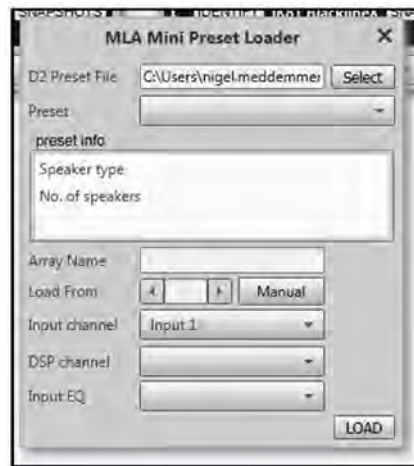 SNAPSHOTS
MLA Mini Preset Loader ×
D2 Preset File C:\Users\nigel.meddemmer Select
Preset
preset info
Speaker type
No. of speakers
Array Name
Load From Manual
Input channel Input 1
DSP channel
Input EQ
LOAD